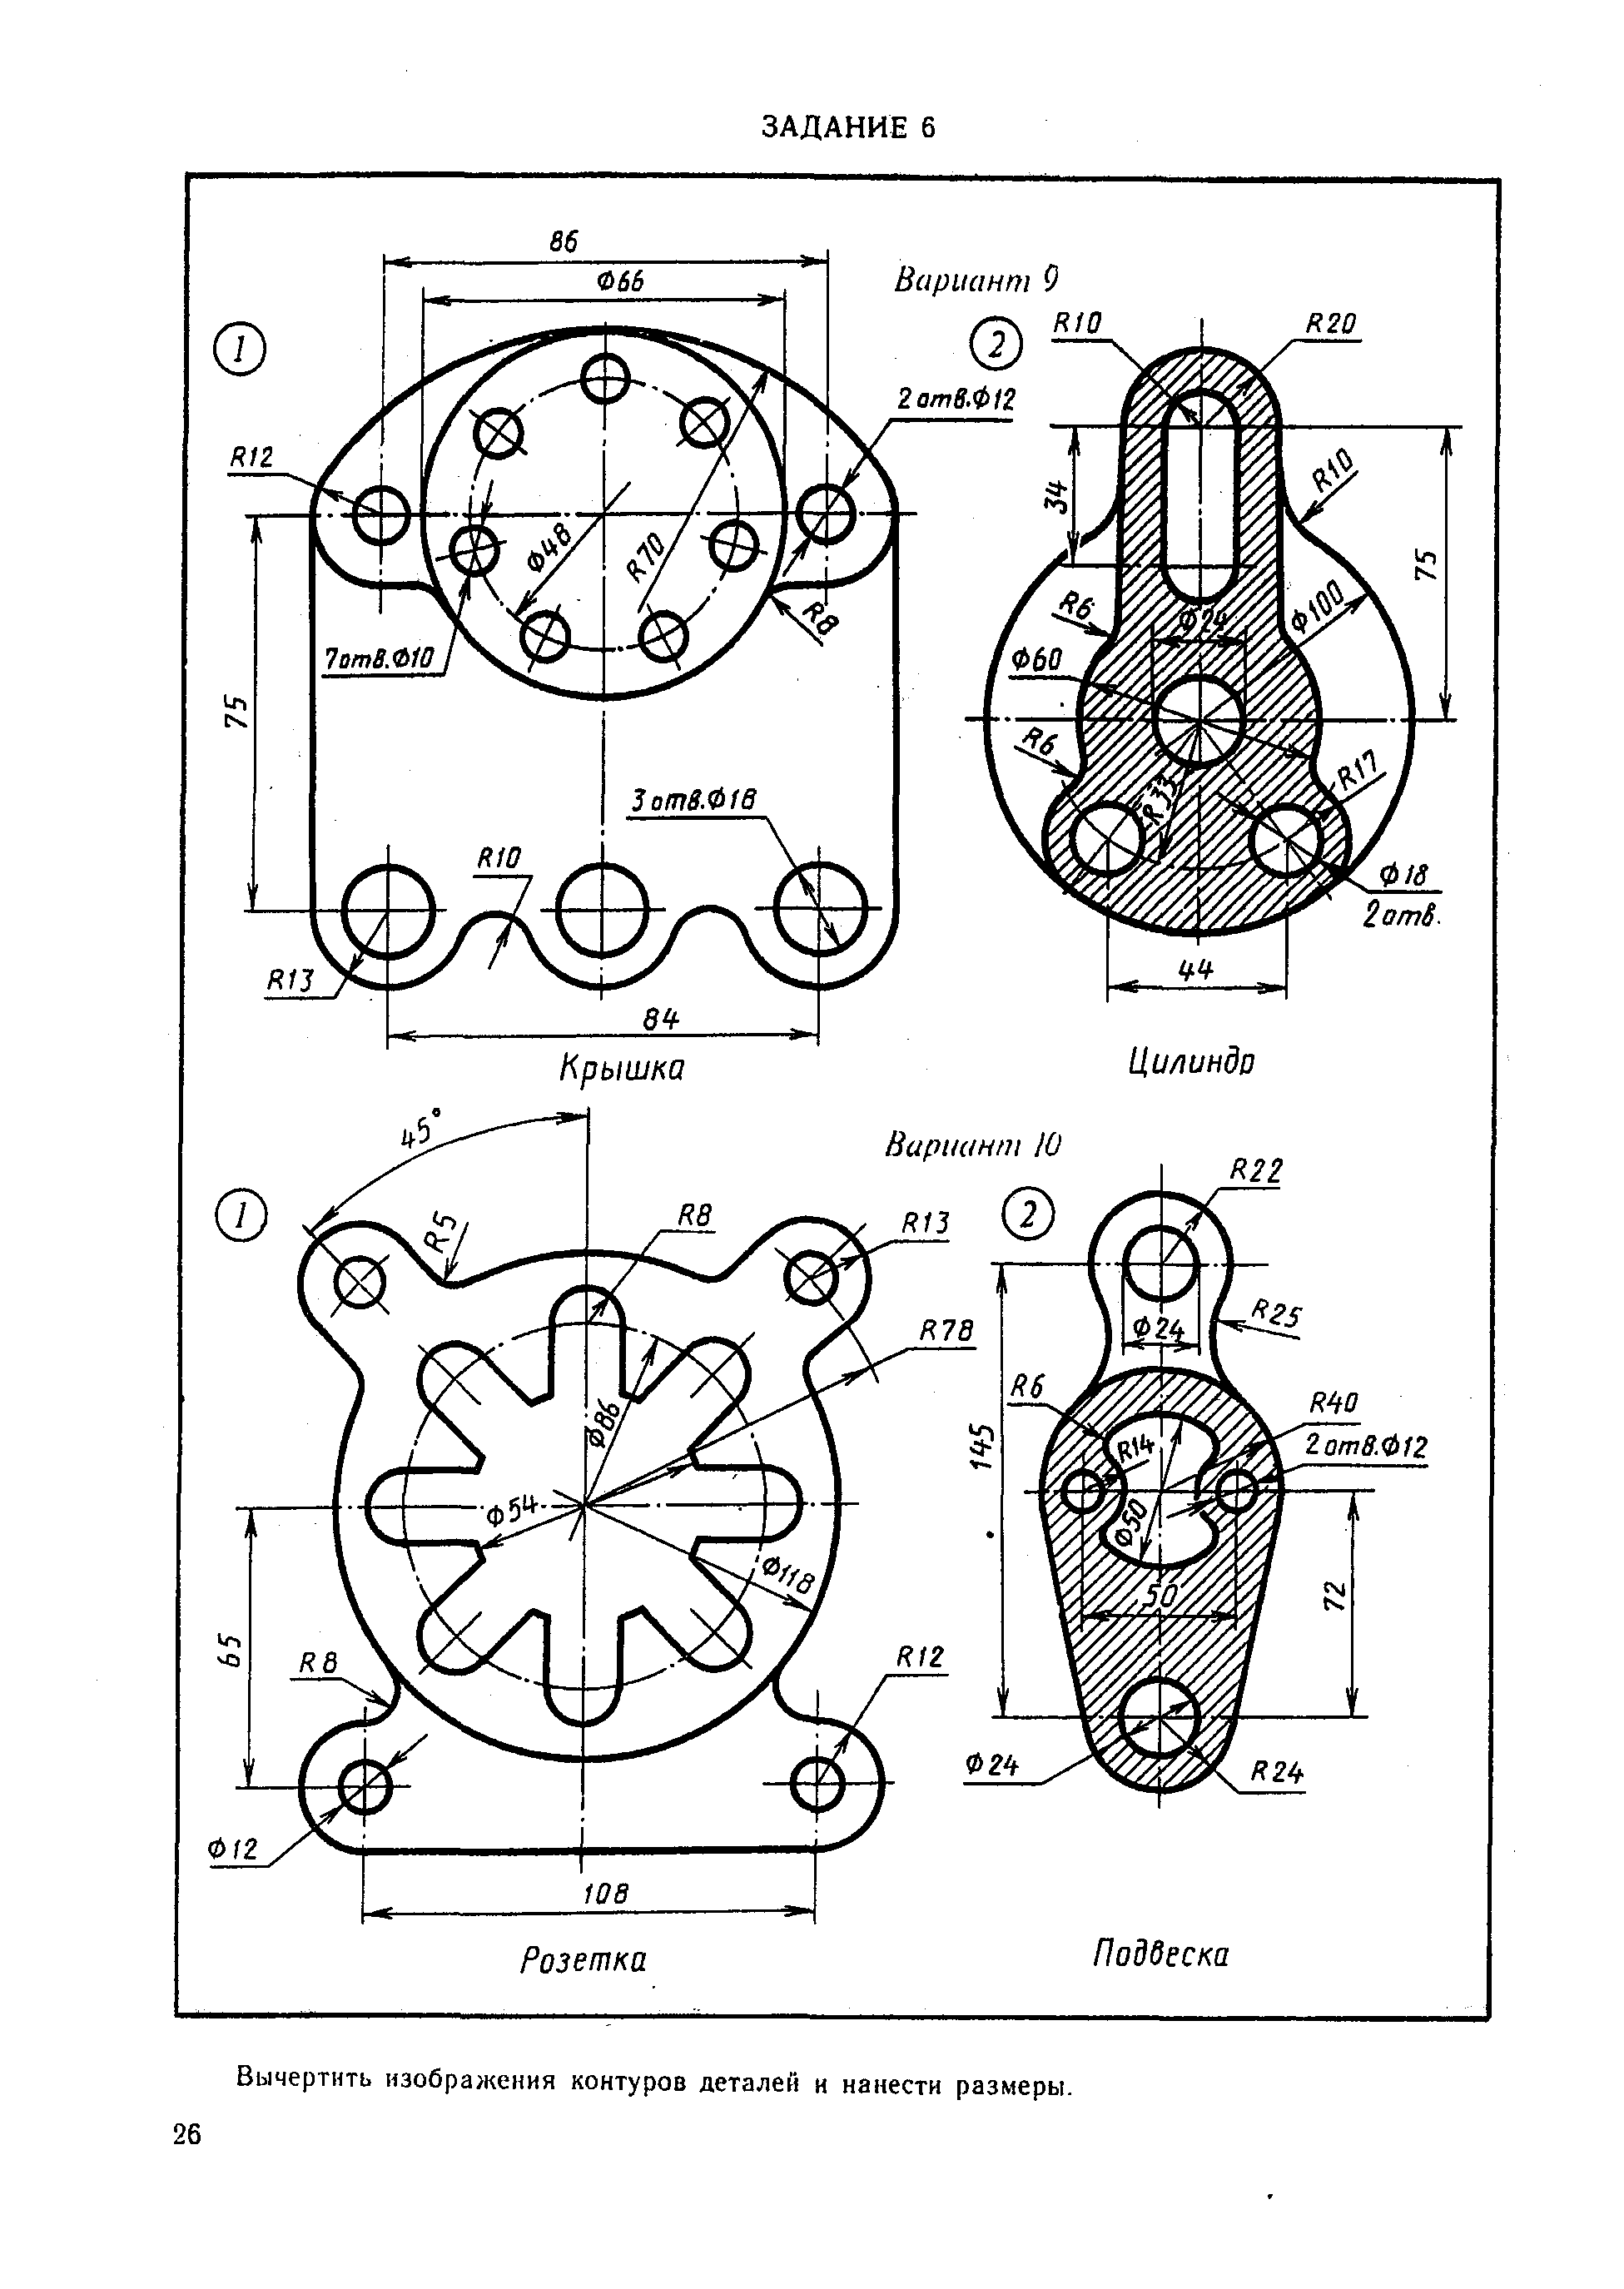 ЗАДАНИЕ 6
Вариант 9
1
86
Ф66
R12
2 отв.Ф12
Ф48
R70
R8
7отв.Ф10
75
3 отв.Ф18
R10
R13
84
Крышка
2
R10
R20
34
R10
75
R6
Ф24
Ф100
Ф60
R6
R33
R17
Ф18
2 отв.
44
Цилиндр
Вариант 10
1
45°
R5
R8
R13
R78
Ф86
Ф54
Ф118
65
R8
R12
Ф12
108
Розетка
2
R22
R25
Ф24
R6
R40
145
R14
2 отв.Ф12
Ф50
50
72
Ф24
R24
Подвеска
Вычертить изображения контуров деталей и нанести размеры.
26